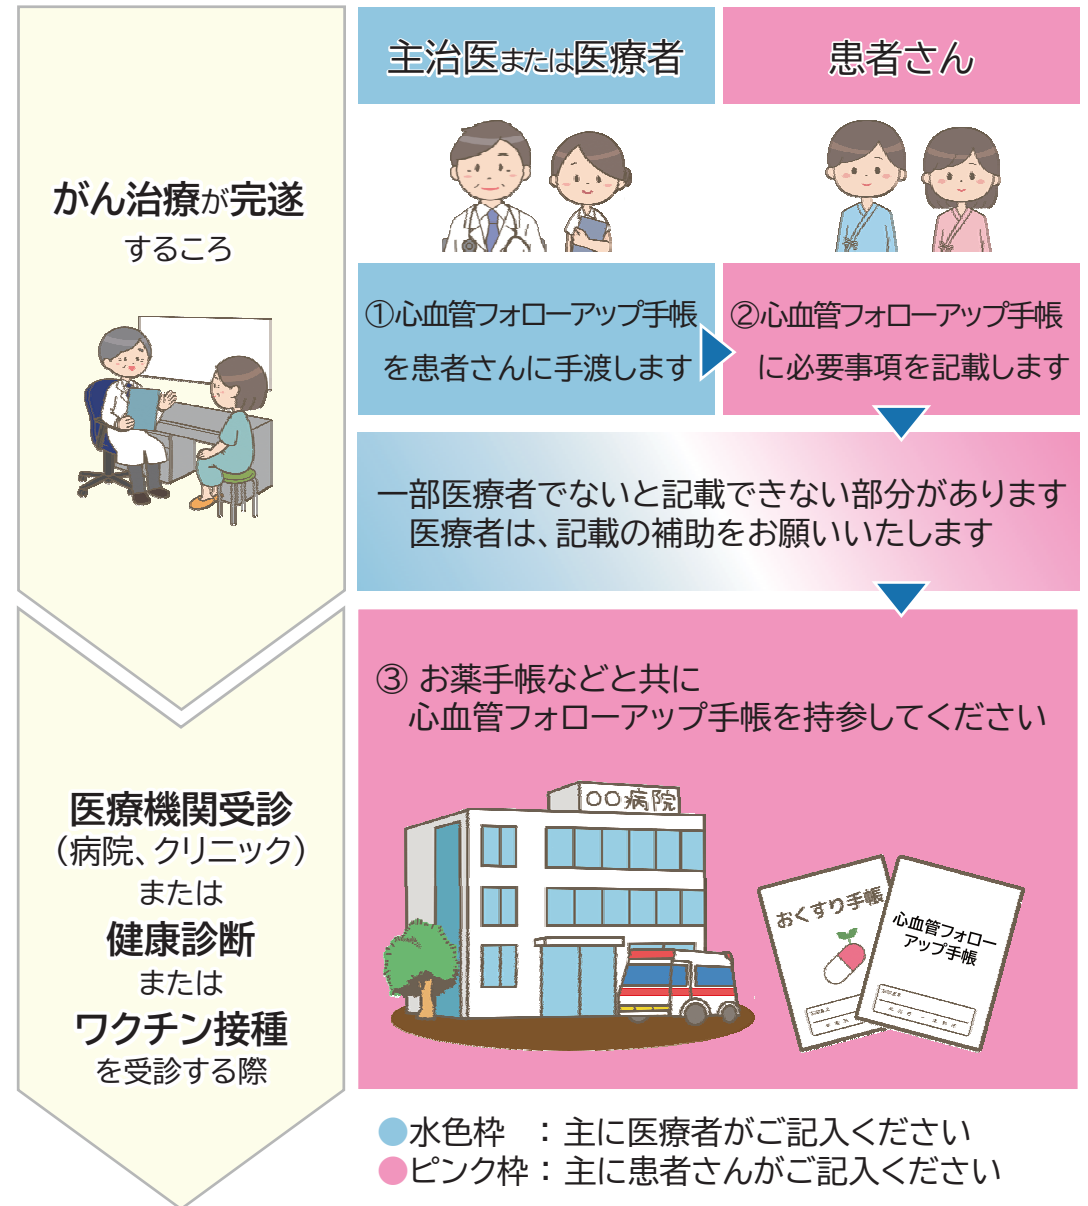 主治医または医療者
患者さん
がん治療が完遂
するころ
①心血管フォローアップ手帳
を患者さんに手渡します
②心血管フォローアップ手帳
に必要事項を記載します
一部医療者でないと記載できない部分があります
医療者は、記載の補助をお願いいたします
医療機関受診
（病院、クリニック）
または
健康診断
または
ワクチン接種
を受診する際
③ お薬手帳などと共に
心血管フォローアップ手帳を持参してください
○○病院
おくすり手帳
心血管フォロー
アップ手帳
●水色枠　：主に医療者がご記入ください
●ピンク枠：主に患者さんがご記入ください